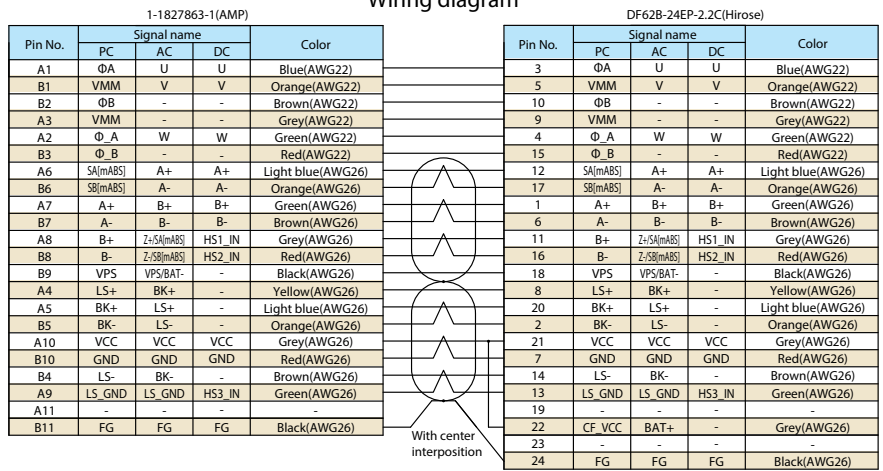 Wiring diagram
1-1827863-1(AMP)
Pin No. Signal name Color
PC AC DC
A1 ΦA U U Blue(AWG22)
B1 VMM V V Orange(AWG22)
B2 ΦB - - Brown(AWG22)
A3 VMM - - Grey(AWG22)
A2 Φ_A W W Green(AWG22)
B3 Φ_B - - Red(AWG22)
A6 SA[mABS] A+ A+ Light blue(AWG26)
B6 SB[mABS] A- A- Orange(AWG26)
A7 A+ B+ B+ Green(AWG26)
B7 A- B- B- Brown(AWG26)
A8 B+ Z+/SA[mABS] HS1_IN Grey(AWG26)
B8 B- Z-/SB[mABS] HS2_IN Red(AWG26)
B9 VPS VPS/BAT- - Black(AWG26)
A4 LS+ BK+ - Yellow(AWG26)
A5 BK+ LS+ - Light blue(AWG26)
B5 BK- LS- - Orange(AWG26)
A10 VCC VCC VCC Grey(AWG26)
B10 GND GND GND Red(AWG26)
B4 LS- BK- - Brown(AWG26)
A9 LS_GND LS_GND HS3_IN Green(AWG26)
A11 - - - -
B11 FG FG FG Black(AWG26)
With center
interposition
DF62B-24EP-2.2C(Hirose)
Pin No. Signal name Color
PC AC DC
3 ΦA U U Blue(AWG22)
5 VMM V V Orange(AWG22)
10 ΦB - - Brown(AWG22)
9 VMM - - Grey(AWG22)
4 Φ_A W W Green(AWG22)
15 Φ_B - - Red(AWG22)
12 SA[mABS] A+ A+ Light blue(AWG26)
17 SB[mABS] A- A- Orange(AWG26)
1 A+ B+ B+ Green(AWG26)
6 A- B- B- Brown(AWG26)
11 B+ Z+/SA[mABS] HS1_IN Grey(AWG26)
16 B- Z-/SB[mABS] HS2_IN Red(AWG26)
18 VPS VPS/BAT- - Black(AWG26)
8 LS+ BK+ - Yellow(AWG26)
20 BK+ LS+ - Light blue(AWG26)
2 BK- LS- - Orange(AWG26)
21 VCC VCC VCC Grey(AWG26)
7 GND GND GND Red(AWG26)
14 LS- BK- - Brown(AWG26)
13 LS_GND LS_GND HS3_IN Green(AWG26)
19 - - - -
22 CF_VCC BAT+ - Grey(AWG26)
23 - - - -
24 FG FG FG Black(AWG26)